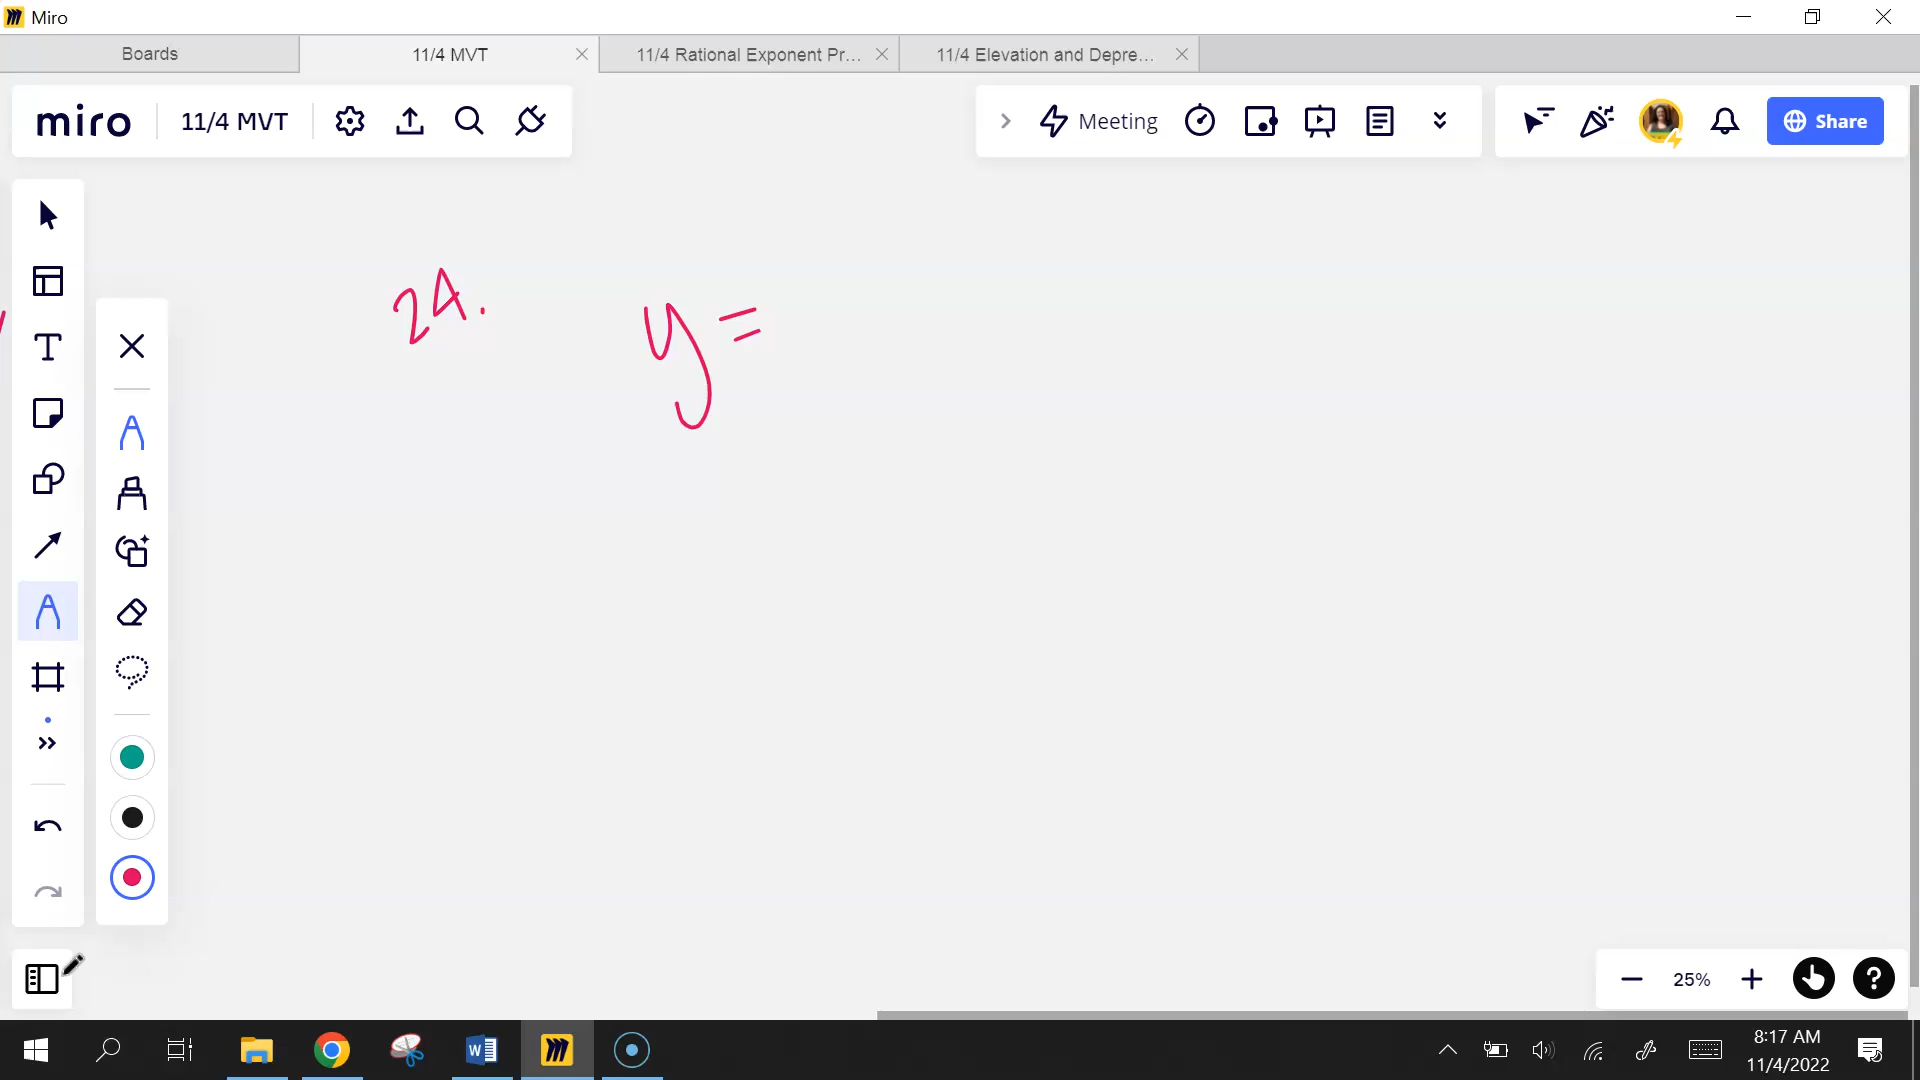 Miro
Boards
11/4 MVT
11/4 Rational Exponent Pr...
11/4 Elevation and Depre...
miro
11/4 MVT
Meeting
Share
24. y =
25%
8:17 AM
11/4/2022